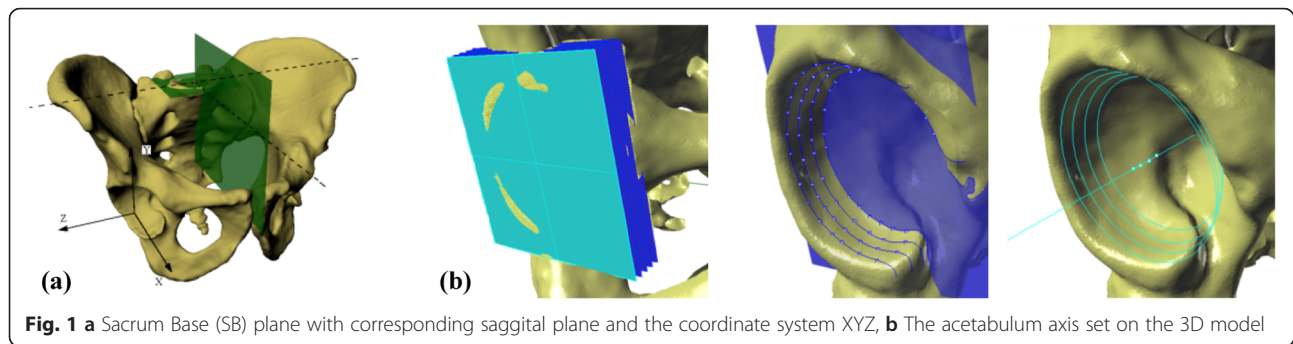 Y
Z
X
(a)
(b)
Fig. 1 a Sacrum Base (SB) plane with corresponding saggital plane and the coordinate system XYZ, b The acetabulum axis set on the 3D model